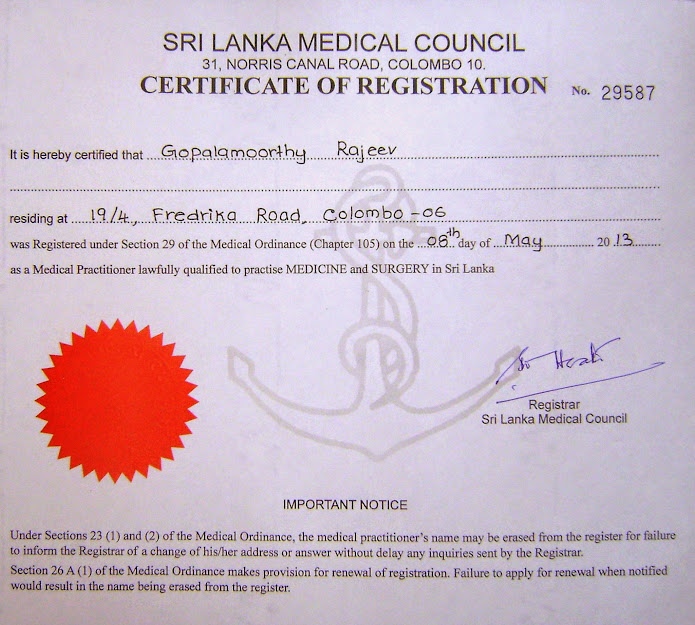 SRI LANKA MEDICAL COUNCIL
31, NORRIS CANAL ROAD, COLOMBO 10.
CERTIFICATE OF REGISTRATION No. 29587
It is hereby certified that Gopalamoorthy Rajeev
residing at 19/4, Fredrika Road, Colombo-06
was Registered under Section 29 of the Medical Ordinance (Chapter 105) on the 08th day of May 2013
as a Medical Practitioner lawfully qualified to practise MEDICINE and SURGERY in Sri Lanka
Registrar
Sri Lanka Medical Council
IMPORTANT NOTICE
Under Sections 23 (1) and (2) of the Medical Ordinance, the medical practitioner's name may be erased from the register for failure
to inform the Registrar of a change of his/her address or answer without delay any inquiries sent by the Registrar.
Section 26 A (1) of the Medical Ordinance makes provision for renewal of registration. Failure to apply for renewal when notified
would result in the name being erased from the register.